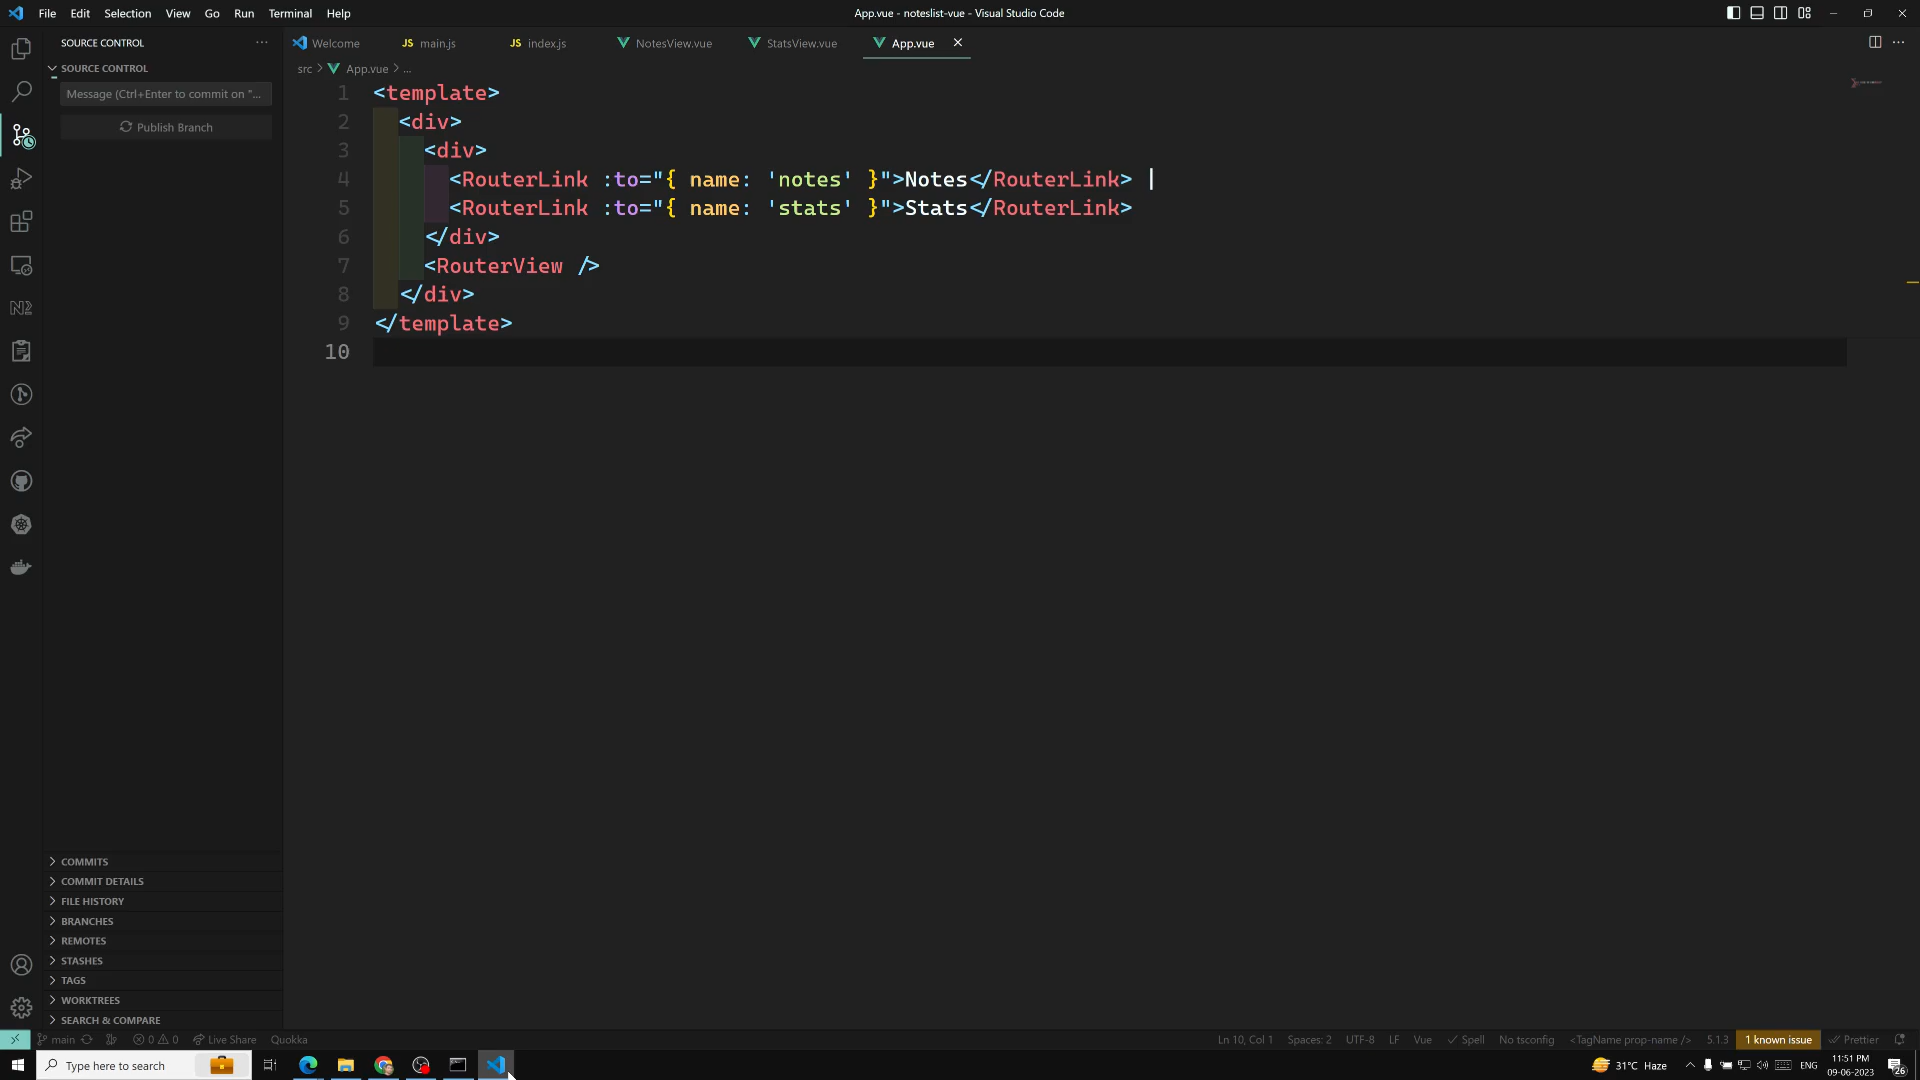 File Edit Selection View Go Run Terminal Help
App.vue - noteslist-vue - Visual Studio Code
SOURCE CONTROL
Welcome
JS main.js
JS index.js
NotesView.vue
StatsView.vue
App.vue
SOURCE CONTROL
src > App.vue > ...
Message (Ctrl+Enter to commit on "...
Publish Branch
1 <template>
2 <div>
3 <div>
4 <RouterLink :to="{ name: 'notes' }">Notes</RouterLink> |
5 <RouterLink :to="{ name: 'stats' }">Stats</RouterLink>
6 </div>
7 <RouterView />
8 </div>
9 </template>
10
COMMITS
COMMIT DETAILS
FILE HISTORY
BRANCHES
REMOTES
STASHES
TAGS
WORKTREES
SEARCH & COMPARE
main 0 0 Live Share Quokka
Ln 10, Col 1 Spaces: 2 UTF-8 LF Vue Spell No tsconfig <TagName prop-name /> 5.1.3 1 known issue Prettier
Type here to search
31°C Haze
ENG
11:51 PM
09-06-2023
26